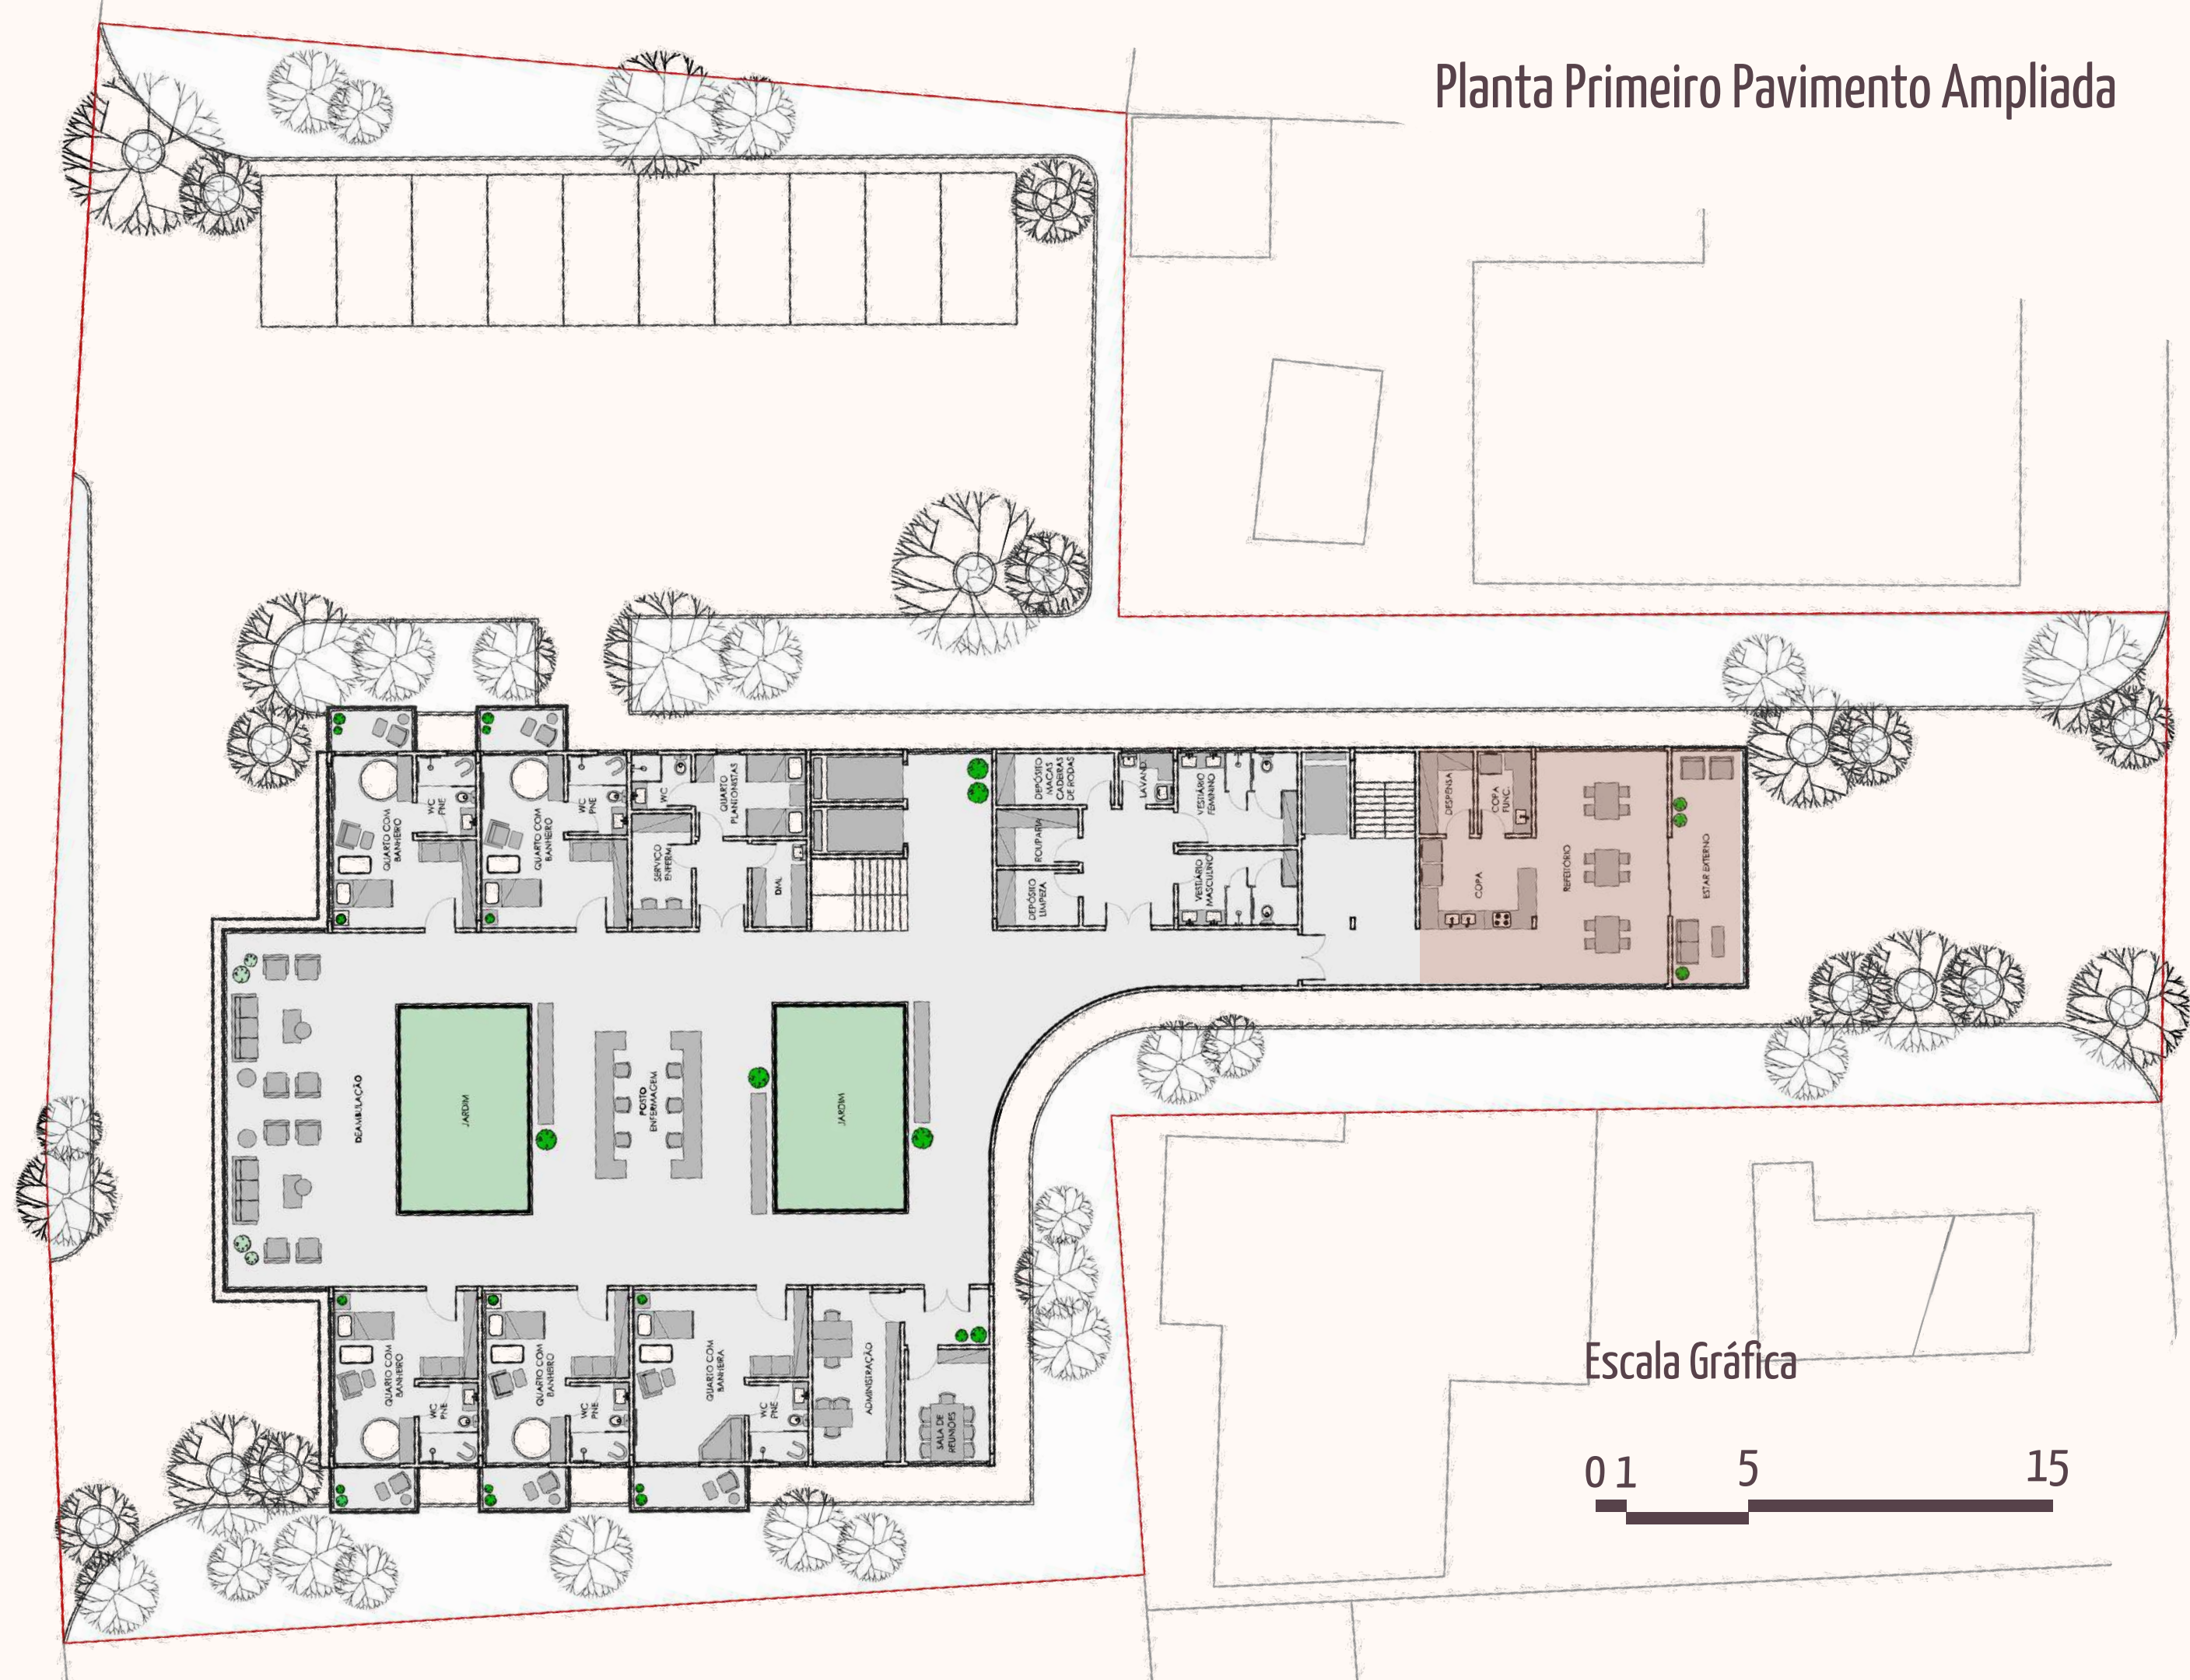 Planta Primeiro Pavimento Ampliada
QUARTO COM
BANHEIRO
WC
PNE
QUARTO COM
BANHEIRO
WC
PNE
WC
QUARTO
PLANTONISTAS
SERVIÇO
ENFERM.
DML
DEPÓSITO
MACAS
CADEIRAS
DE RODAS
ROUPARIA
DEPÓSITO
LIMPEZA
LAVAND.
VESTIÁRIO
FEMININO
VESTIÁRIO
MASCULINO
DESPENSA
COPA
FUNC.
COPA
REFEITÓRIO
ESTAR EXTERNO
DEAMBULAÇÃO
JARDIM
POSTO
ENFERMAGEM
JARDIM
QUARTO COM
BANHEIRO
WC
PNE
QUARTO COM
BANHEIRO
WC
PNE
QUARTO COM
BANHEIRA
WC
PNE
ADMINISTRAÇÃO
SALA DE
REUNIÕES
Escala Gráfica
0 1 5 15